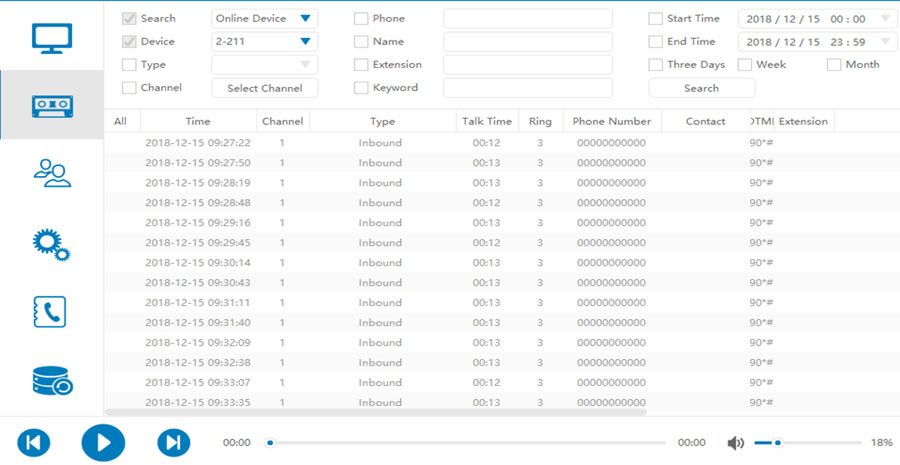 Search Online Device Phone Start Time 2018 / 12 / 15 00 : 00
Device 2-211 Name End Time 2018 / 12 / 15 23 : 59
Type Extension Three Days Week Month
Channel Select Channel Keyword Search
All Time Channel Type Talk Time Ring Phone Number Contact Extension
2018-12-15 09:27:22 1 Inbound 00:12 3 00000000000 90*#
2018-12-15 09:27:50 1 Inbound 00:13 3 00000000000 90*#
2018-12-15 09:28:19 1 Inbound 00:13 3 00000000000 90*#
2018-12-15 09:28:48 1 Inbound 00:12 3 00000000000 90*#
2018-12-15 09:29:16 1 Inbound 00:13 3 00000000000 90*#
2018-12-15 09:29:45 1 Inbound 00:12 3 00000000000 90*#
2018-12-15 09:30:14 1 Inbound 00:13 3 00000000000 90*#
2018-12-15 09:30:43 1 Inbound 00:13 3 00000000000 90*#
2018-12-15 09:31:11 1 Inbound 00:13 3 00000000000 90*#
2018-12-15 09:31:40 1 Inbound 00:13 3 00000000000 90*#
2018-12-15 09:32:09 1 Inbound 00:13 3 00000000000 90*#
2018-12-15 09:32:38 1 Inbound 00:13 3 00000000000 90*#
2018-12-15 09:33:07 1 Inbound 00:12 3 00000000000 90*#
2018-12-15 09:33:35 1 Inbound 00:13 3 00000000000 90*#
00:00 00:00 18%